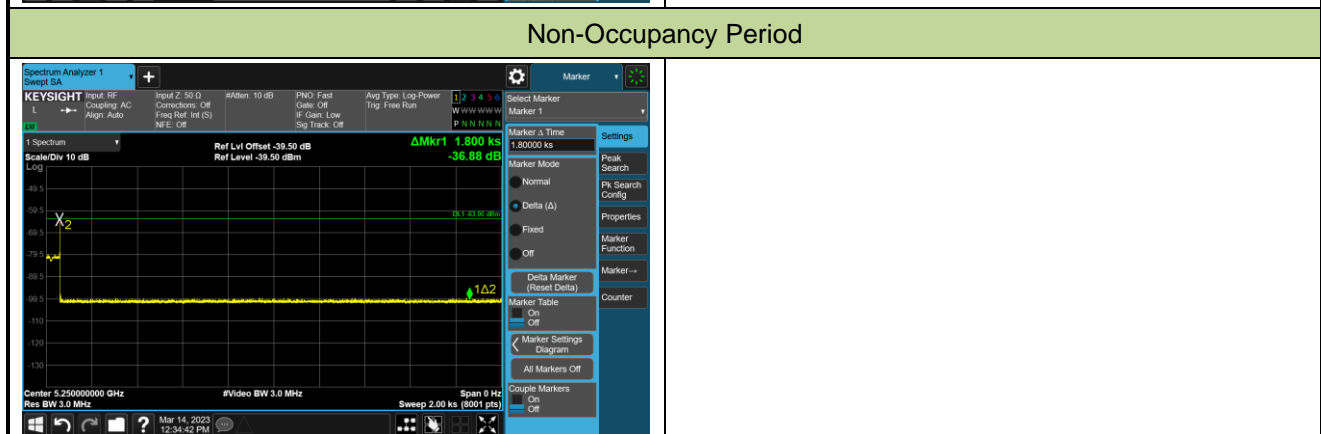 Non-Occupancy Period
Spectrum Analyzer 1
Swept SA
Marker
KEYSIGHT
L
Input: RF
Coupling: AC
Align: Auto
Input Z: 50 Ω
Corrections: Off
Freq Ref: Int (S)
NFE: Off
#Atten: 10 dB
PNO: Fast
Gate: Off
IF Gain: Low
Sig Track: Off
Avg Type: Log-Power
Trig: Free Run
1 2 3 4 5 6
W W W W W W
P N N N N N
Select Marker
Marker 1
1 Spectrum
Scale/Div 10 dB
Log
Ref Lvl Offset -39.50 dB
Ref Level -39.50 dBm
ΔMkr1 1.800 ks
-36.88 dB
-49.5
-59.5
-69.5
-79.5
-89.5
-99.5
-110
-120
-130
X2
1Δ2
Marker Δ Time
1.80000 ks
Marker Mode
Normal
Delta (Δ)
Fixed
Off
Delta Marker
(Reset Delta)
Marker Table
On
Off
Marker Settings
Diagram
All Markers Off
Couple Markers
On
Off
Settings
Peak
Search
Pk Search
Config
Properties
Marker
Function
Marker→
Counter
Center 5.250000000 GHz
Res BW 3.0 MHz
#Video BW 3.0 MHz
Span 0 Hz
Sweep 2.00 ks (8001 pts)
?
Mar 14, 2023
12:34:42 PM